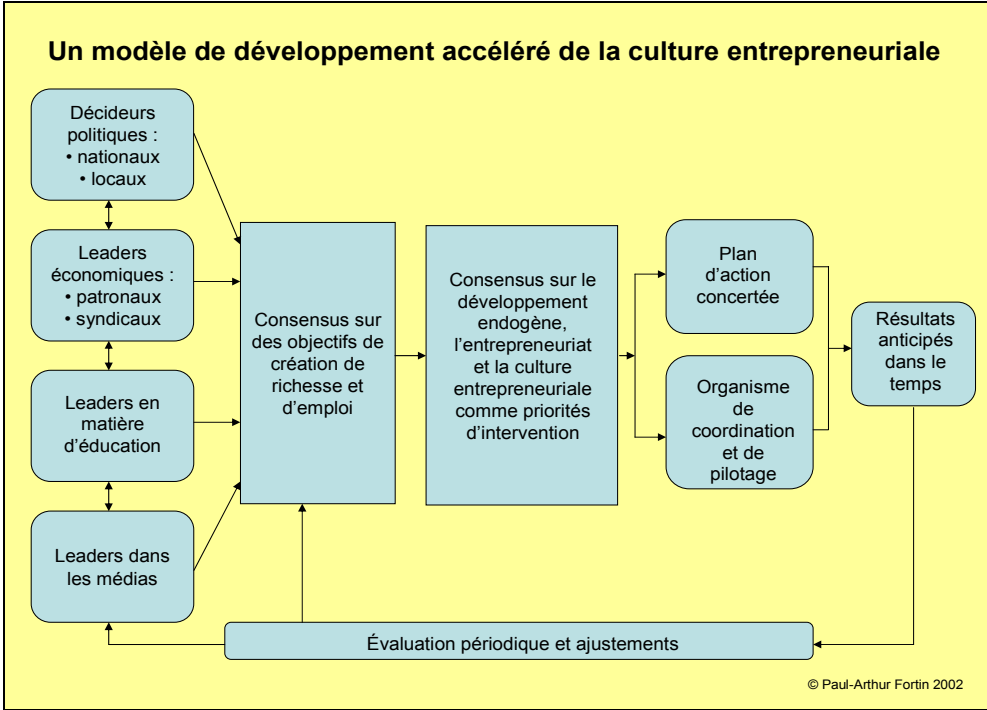 Un modèle de développement accéléré de la culture entrepreneuriale
Décideurs
politiques :
• nationaux
• locaux
Leaders
économiques :
• patronaux
• syndicaux
Leaders en
matière
d'éducation
Leaders dans
les médias
Consensus sur
des objectifs de
création de
richesse et
d'emploi
Consensus sur le
développement
endogène,
l'entrepreneuriat
et la culture
entrepreneuriale
comme priorités
d'intervention
Plan
d'action
concertée
Organisme
de
coordination
et de
pilotage
Résultats
anticipés
dans le
temps
Évaluation périodique et ajustements
© Paul-Arthur Fortin 2002